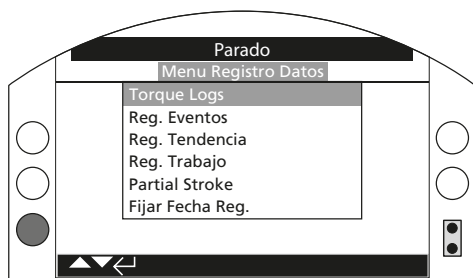 Parado
Menu Registro Datos
Torque Logs
Reg. Eventos
Reg. Tendencia
Reg. Trabajo
Partial Stroke
Fijar Fecha Reg.